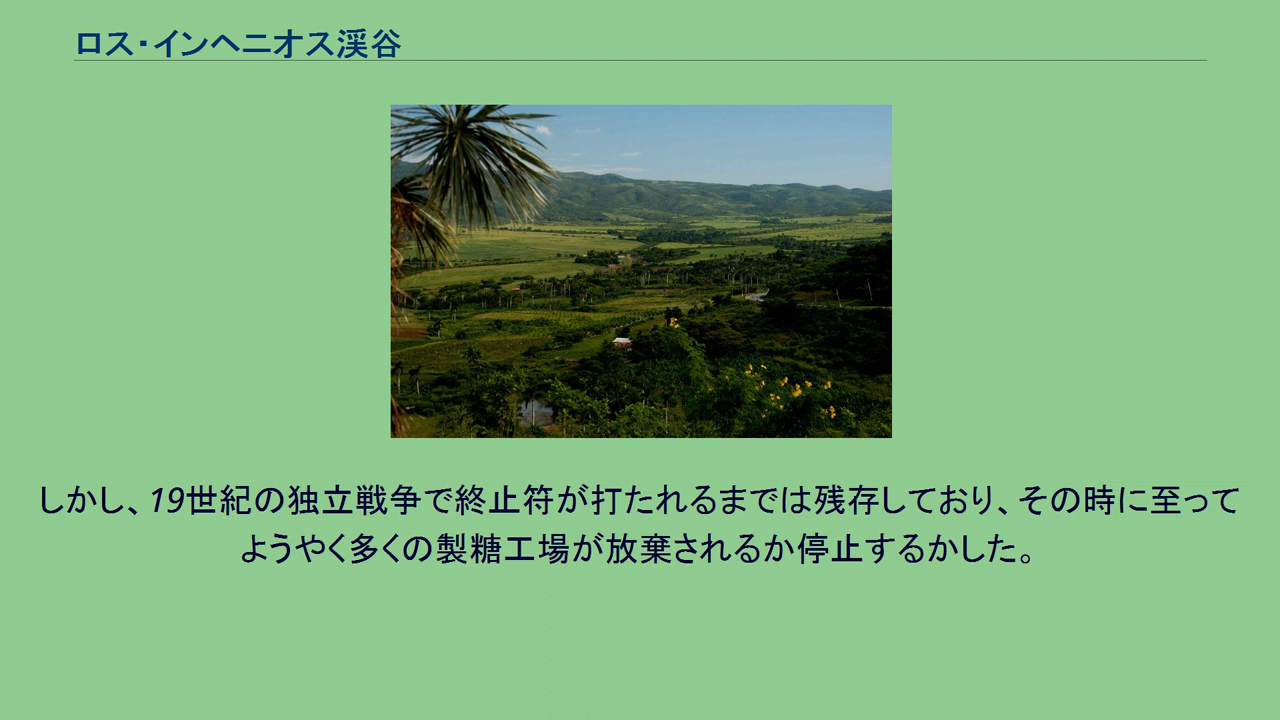 ロス・インヘニオス渓谷
しかし、19世紀の独立戦争で終止符が打たれるまでは残存しており、その時に至って
ようやく多くの製糖工場が放棄されるか停止するかした。